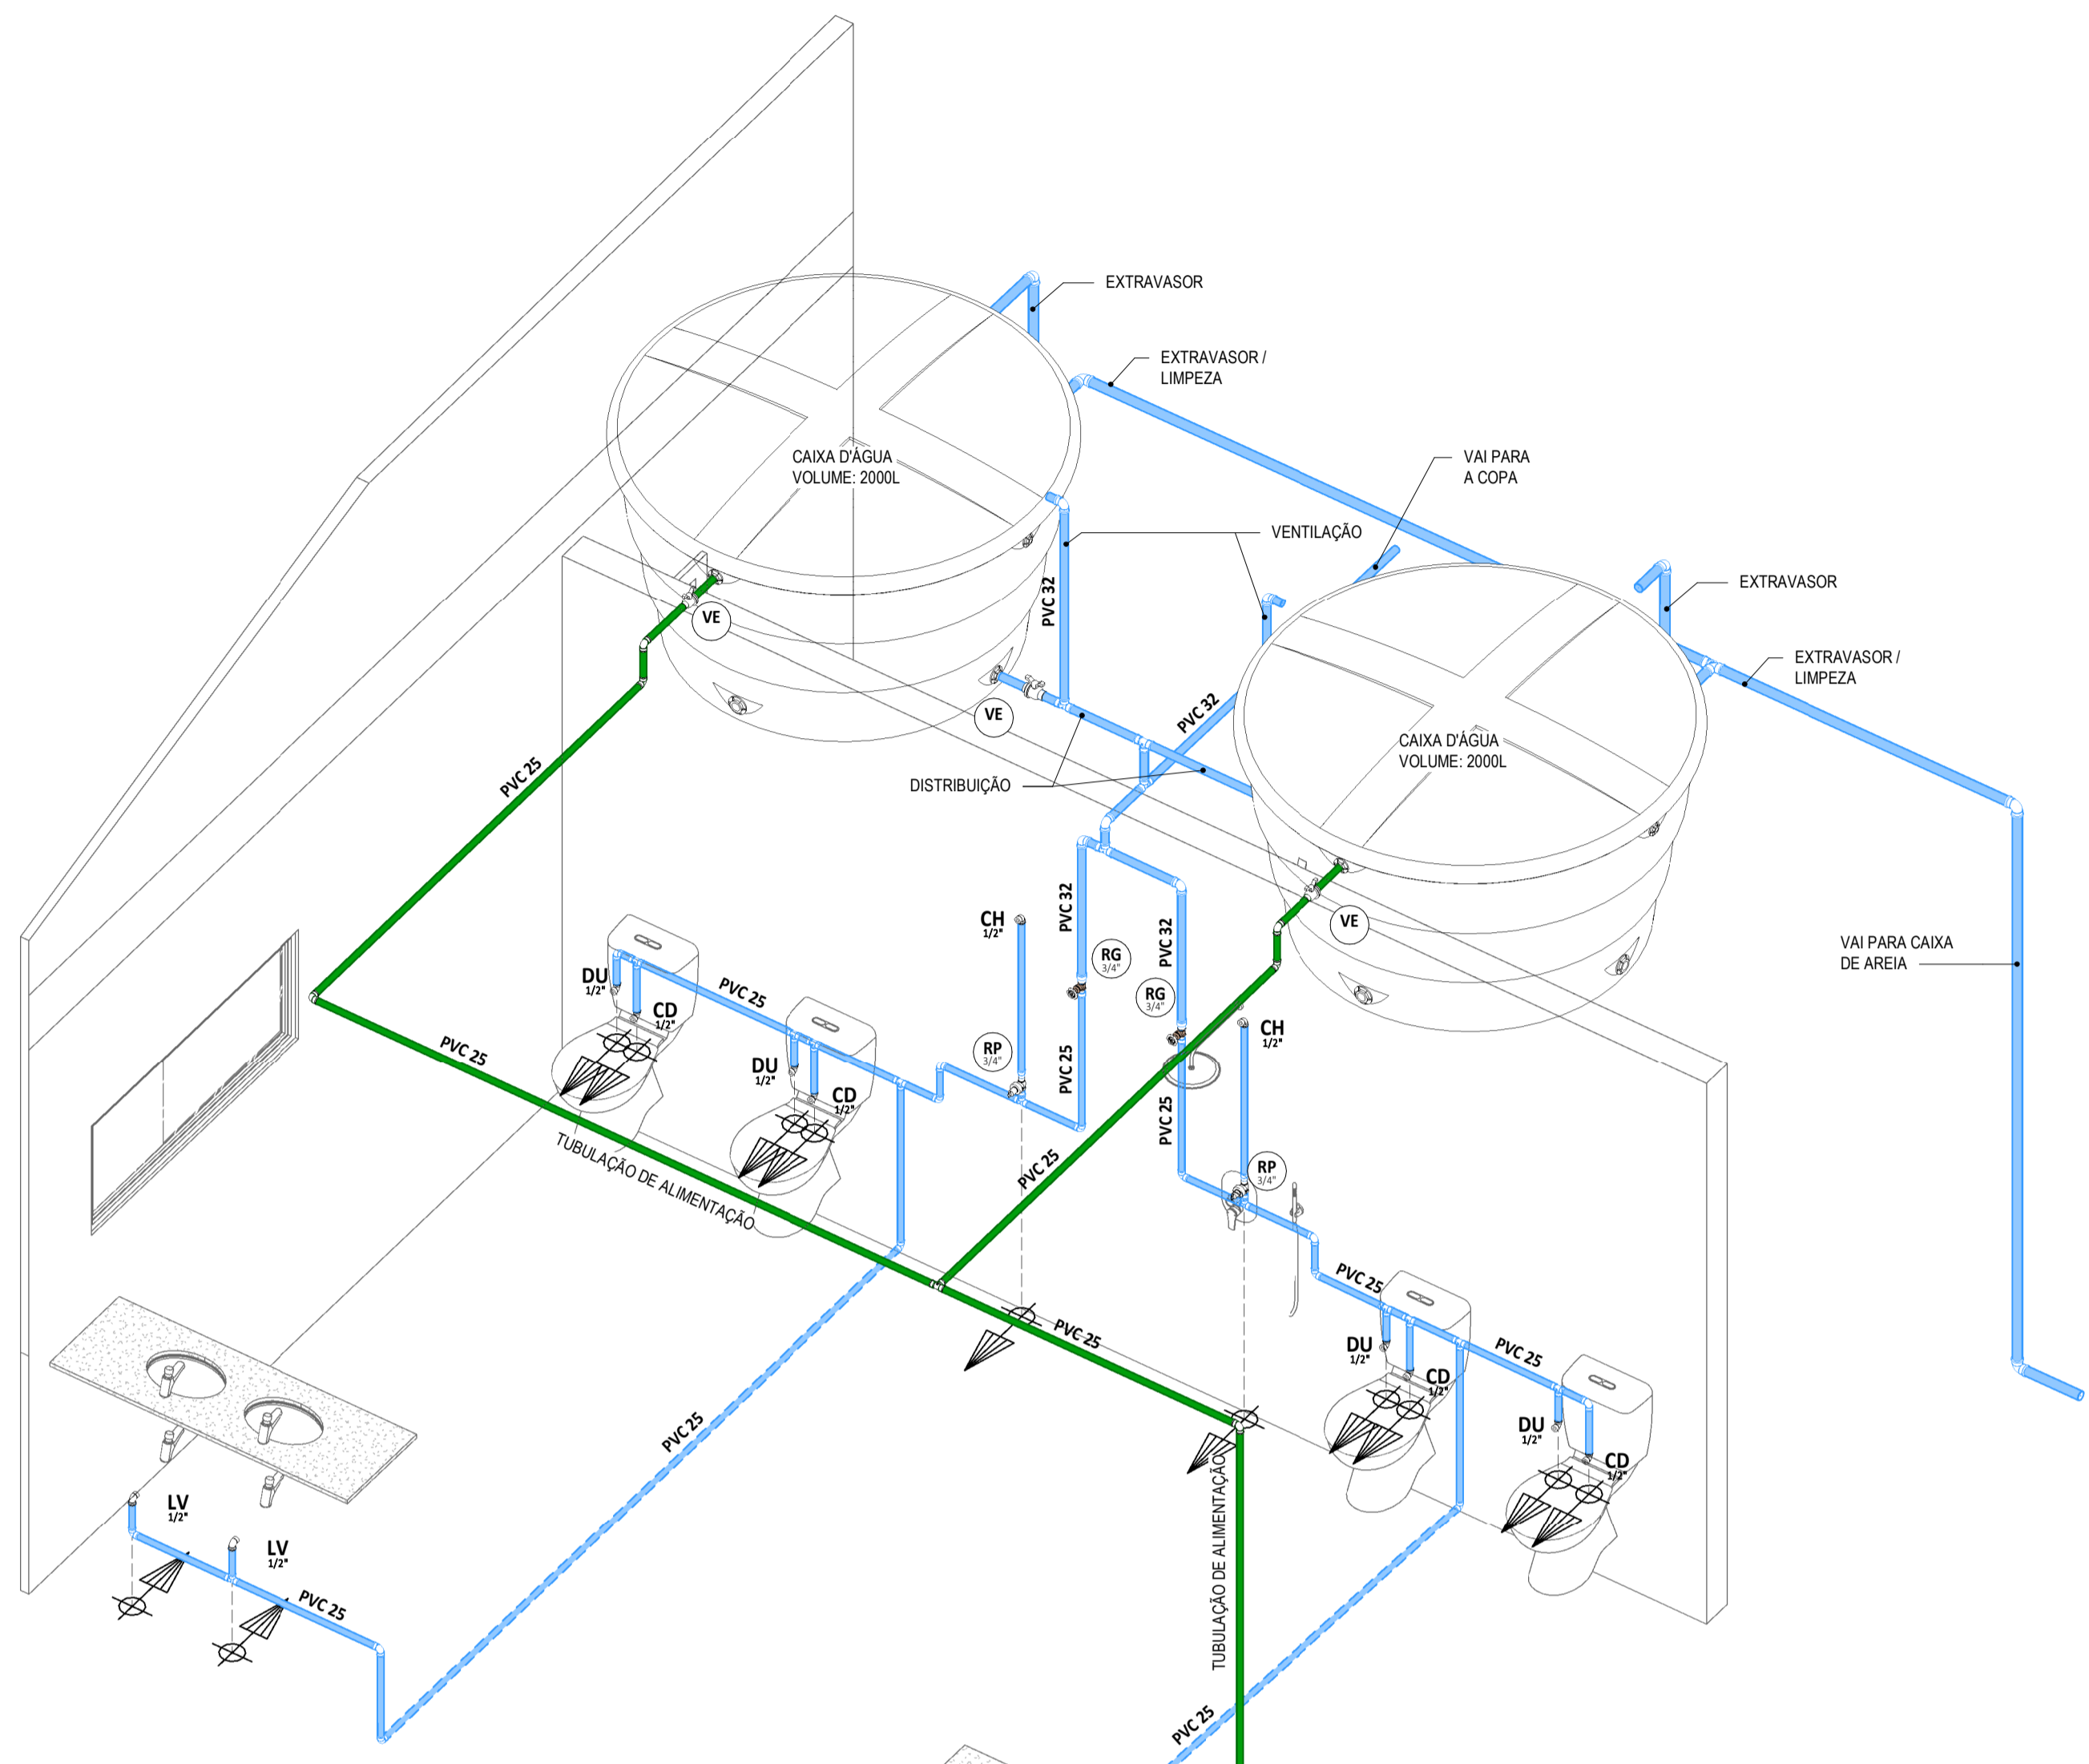 EXTRAVASOR
EXTRAVASOR /
LIMPEZA
CAIXA D'ÁGUA
VOLUME: 2000L
VAI PARA
A COPA
VENTILAÇÃO
EXTRAVASOR
PVC 32
VE
EXTRAVASOR /
LIMPEZA
VE
PVC 32
CAIXA D'ÁGUA
VOLUME: 2000L
PVC 25
DISTRIBUIÇÃO
CH
1/2"
PVC 32
PVC 32
VE
RG
3/4"
VAI PARA CAIXA
DE AREIA
DU
1/2"
PVC 25
RG
3/4"
CD
1/2"
CH
1/2"
PVC 25
DU
1/2"
RP
3/4"
PVC 25
CD
1/2"
PVC 25
PVC 25
RP
3/4"
TUBULAÇÃO DE ALIMENTAÇÃO
PVC 25
PVC 25
DU
1/2"
PVC 25
CD
1/2"
PVC 25
DU
1/2"
CD
1/2"
TUBULAÇÃO DE ALIMENTAÇÃO
LV
1/2"
LV
1/2"
PVC 25
PVC 25